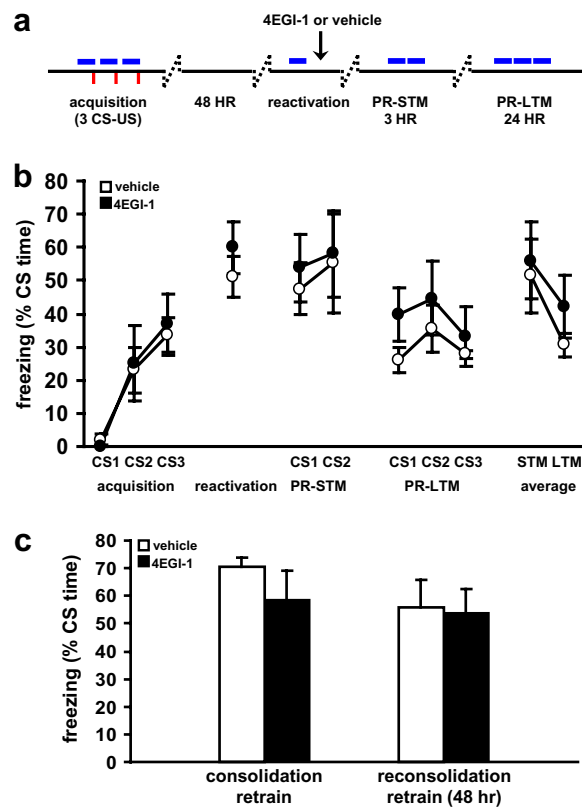 a
4EGI-1 or vehicle
acquisition
(3 CS-US)
48 HR
reactivation
PR-STM
3 HR
PR-LTM
24 HR
b
vehicle
4EGI-1
freezing (% CS time)
80
70
60
50
40
30
20
10
0
CS1 CS2 CS3
acquisition
reactivation
CS1 CS2
PR-STM
CS1 CS2 CS3
PR-LTM
STM LTM
average
c
vehicle
4EGI-1
freezing (% CS time)
80
70
60
50
40
30
20
10
0
consolidation
retrain
reconsolidation
retrain (48 hr)